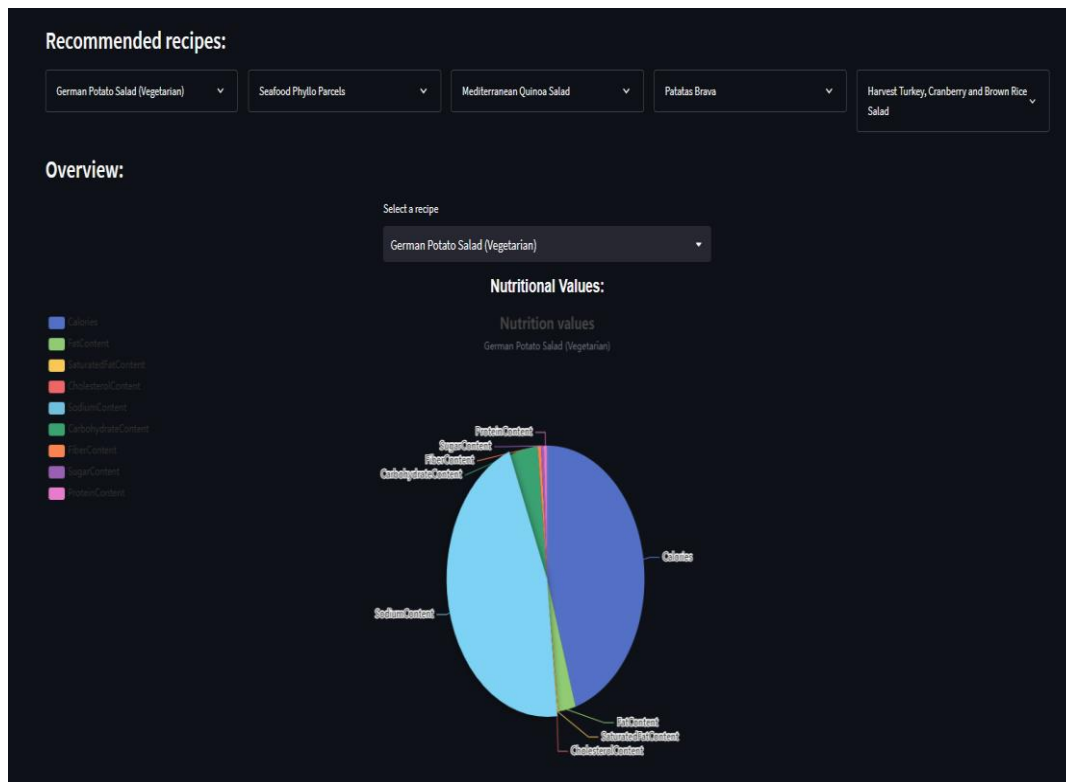 Recommended recipes:
German Potato Salad (Vegetarian)
Seafood Phyllo Parcels
Mediterranean Quinoa Salad
Patatas Brava
Harvest Turkey, Cranberry and Brown Rice
Salad
Overview:
Select a recipe
German Potato Salad (Vegetarian)
Nutritional Values:
Nutrition values
German Potato Salad (Vegetarian)
Calories
FatContent
SaturatedFatContent
CholesterolContent
SodiumContent
CarbohydrateContent
FiberContent
SugarContent
ProteinContent
ProteinContent
SugarContent
FiberContent
CarbohydrateContent
Calories
SodiumContent
FatContent
SaturatedFatContent
CholesterolContent